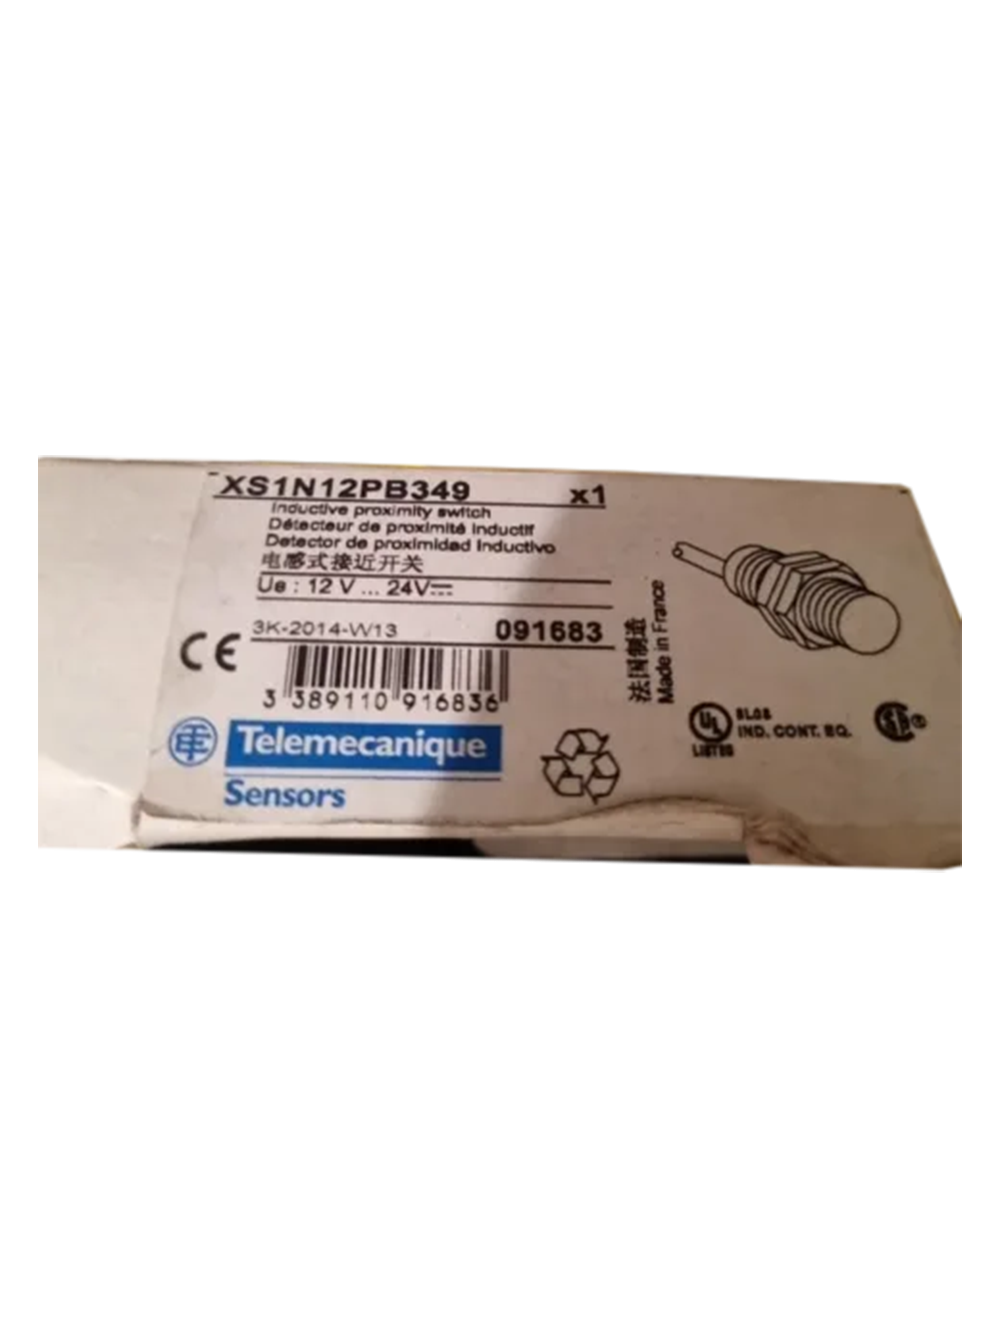 XS1N12PB349 x1
Inductive proximity switch
Détecteur de proximité inductif
Detector de proximidad inductivo
电感式接近开关
Ue : 12 V ... 24V
3K-2014-W13 091683
CE
3 389110 916836
法国制造
Made in France
Telemecanique
Sensors
UL
LISTED
IND. CONT. EQ.